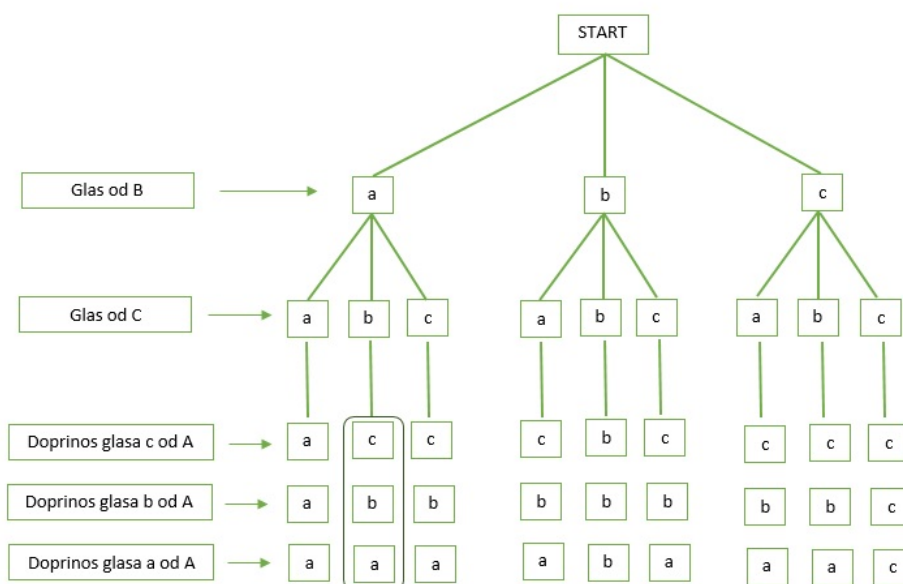 START
Glas od B a b c
Glas od C a b c a b c a b c
Doprinos glasa c od A a c c c b c c c c
Doprinos glasa b od A a b b b b b b b c
Doprinos glasa a od A a a a a b a a a c